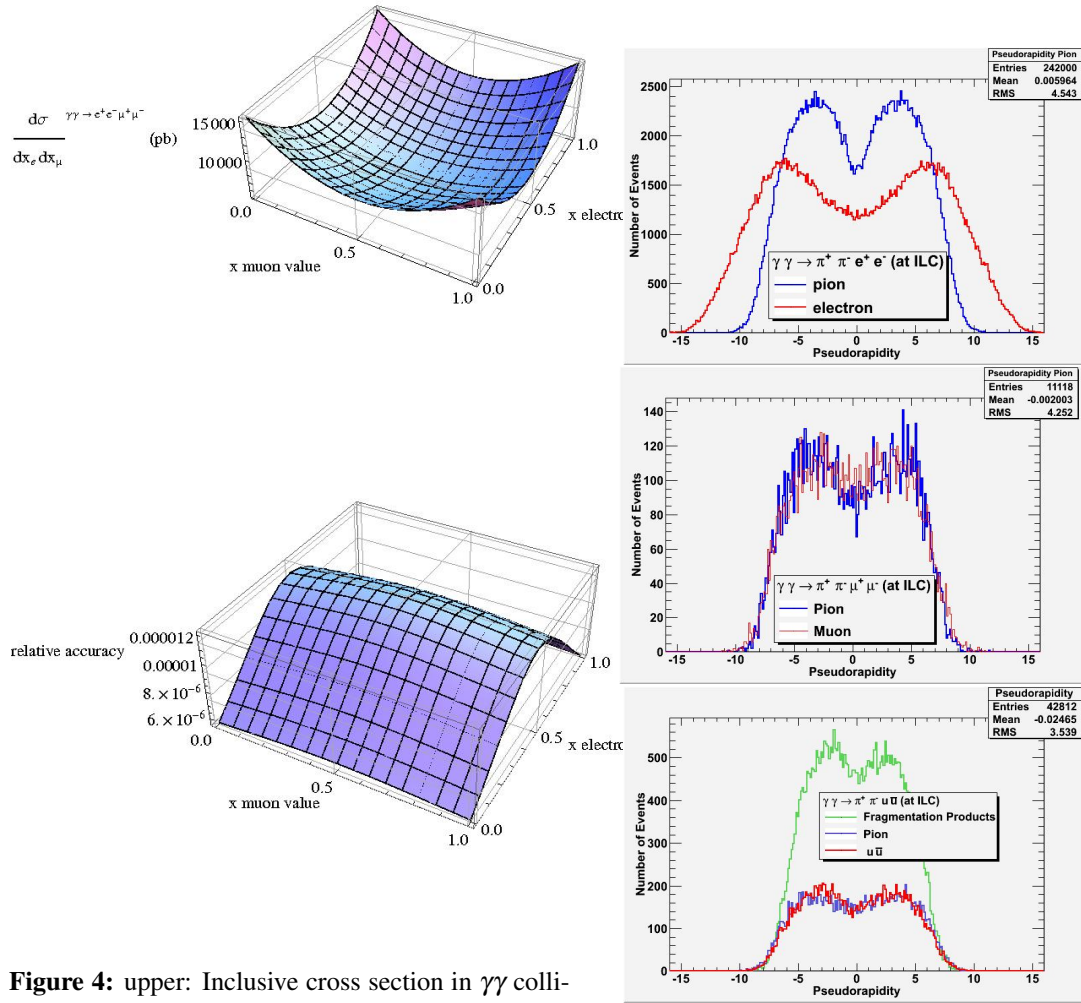 dσ
γγ → e⁺e⁻μ⁺μ⁻
(pb)
dxₑ dx_μ
15 000
10 000
0.0
0.5
1.0
x muon value
0.0
0.5
1.0
x electro
relative accuracy
0.000012
0.00001
8. × 10⁻⁶
6. × 10⁻⁶
0.0
0.5
1.0
x muon value
0.0
0.5
1.0
x electro
Figure 4: upper: Inclusive cross section in γγ colli-
Pseudorapidity Pion
Entries 242000
Mean 0.005964
RMS 4.543
Number of Events
2500
2000
1500
1000
500
0
γ γ → π⁺ π⁻ e⁺ e⁻ (at ILC)
pion
electron
-15 -10 -5 0 5 10 15
Pseudorapidity
Pseudorapidity Pion
Entries 11118
Mean -0.002003
RMS 4.252
Number of Events
140
120
100
80
60
40
20
0
γ γ → π⁺ π⁻ μ⁺ μ⁻ (at ILC)
Pion
Muon
-15 -10 -5 0 5 10 15
Pseudorapidity
Pseudorapidity
Entries 42812
Mean -0.02465
RMS 3.539
Number of Events
500
400
300
200
100
0
γ γ → π⁺ π⁻ u u̅ (at ILC)
Fragmentation Products
Pion
u u̅
-15 -10 -5 0 5 10 15
Pseudorapidity